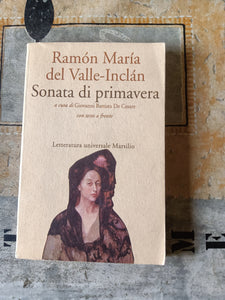 Ramón María
del Valle-Inclán
Sonata di primavera
a cura di Giovanni Battista De Cesare
con testo a fronte
Letteratura universale Marsilio